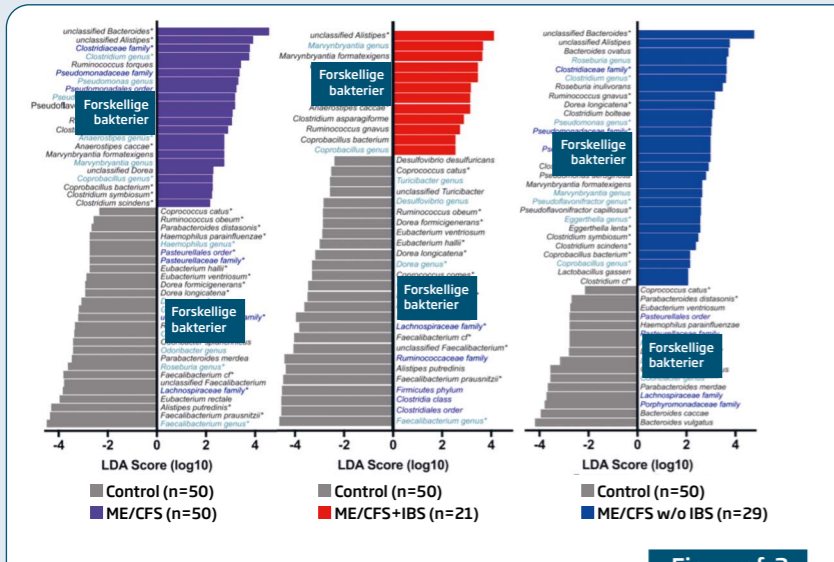 unclassified Bacteroides*
unclassified Alistipes*
Clostridiaceae family*
Clostridium genus*
Ruminococcus torques
Pseudomonadaceae family
Pseudomonas genus
Pseudomonadales order
Forskellige
bakterier
Anaerostipes genus*
Anaerostipes caccae*
Marvynbryantia formatexigens
Marvynbryantia genus
unclassified Dorea
Coprobacillus genus*
Coprobacillus bacterium*
Clostridium symbiosum*
Clostridium scindens*
Coprococcus catus*
Ruminococcus obeum*
Parabacteroides distasonis*
Haemophilus parainfluenzae*
Haemophilus genus*
Pasteurellales order*
Pasteurellaceae family*
Eubacterium hallii*
Eubacterium ventriosum*
Dorea formicigenerans*
Dorea longicatena*
Forskellige
bakterier
Odoribacter genus
Parabacteroides merdea
Roseburia genus*
Faecalibacterium cf*
unclassified Faecalibacterium
Lachnospiraceae family*
Eubacterium rectale
Alistipes putredinis*
Faecalibacterium prausnitzii*
Faecalibacterium genus*
-4 -2 0 2 4
LDA Score (log10)
Control (n=50)
ME/CFS (n=50)
unclassified Alistipes*
Marvynbryantia genus
Marvynbryantia formatexigens
Forskellige
bakterier
Anaerostipes caccae
Clostridium asparagiforme
Ruminococcus gnavus
Coprobacillus bacterium
Coprobacillus genus
Desulfovibrio desulfuricans
Coprococcus catus*
Turicibacter genus
unclassified Turicibacter
Desulfovibrio genus
Ruminococcus obeum*
Dorea formicigenerans*
Eubacterium ventriosum
Eubacterium hallii*
Dorea longicatena*
Dorea genus*
Coprococcus comes*
Forskellige
bakterier
Lachnospiraceae family*
Faecalibacterium cf*
unclassified Faecalibacterium*
Ruminococcaceae family
Alistipes putredinis
Faecalibacterium prausnitzii*
Firmicutes phylum
Clostridia class
Clostridiales order
Faecalibacterium genus*
-4 -2 0 2 4
LDA Score (log10)
Control (n=50)
ME/CFS+IBS (n=21)
unclassified Bacteroides*
unclassified Alistipes
Bacteroides ovatus
Roseburia genus
Clostridiaceae family*
Clostridium genus*
Roseburia inulivorans
Ruminococcus gnavus*
Dorea longicatena*
Clostridium bolteae
Pseudomonas genus*
Pseudomonadaceae family*
Forskellige
bakterier
Pseudomonas aeruginosa
Marvynbryantia formatexigens
Marvynbryantia genus
Pseudoflavonifractor genus*
Pseudoflavonifractor capillosus*
Eggerthella genus*
Eggerthella lenta*
Clostridium symbiosum*
Clostridium scindens*
Coprobacillus bacterium*
Coprobacillus genus*
Lactobacillus gasseri
Clostridium cf*
Coprococcus catus*
Parabacteroides distasonis*
Eubacterium ventriosum
Pasteurellales order
Haemophilus parainfluenzae
Forskellige
bakterier
Parabacteroides merdae
Lachnospiraceae family
Porphyromonadaceae family
Bacteroides caccae
Bacteroides vulgatus
-4 -2 0 2 4
LDA Score (log10)
Control (n=50)
ME/CFS w/o IBS (n=29)